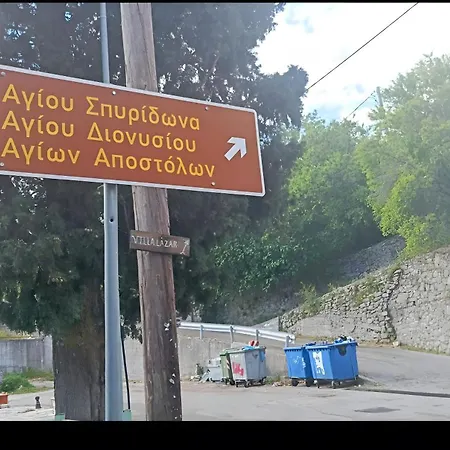 Αγίου Σπυρίδωνα
Αγίου Διονυσίου
Αγίων Αποστόλων
VILLA LAZAR